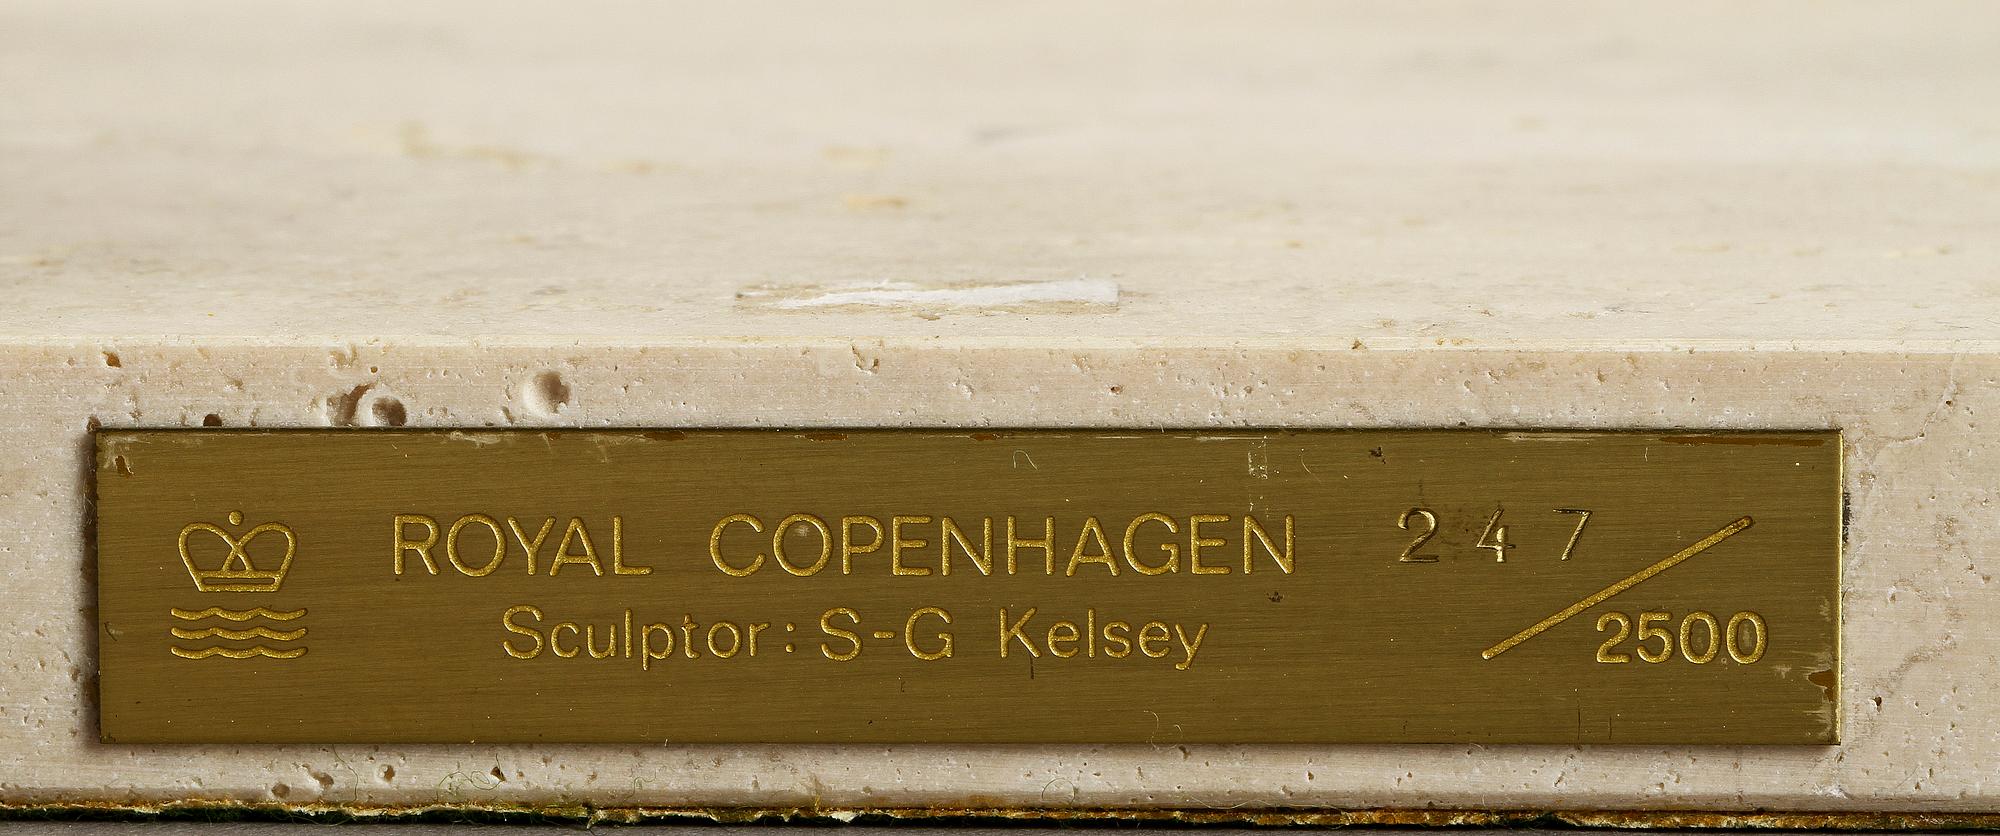 ROYAL COPENHAGEN
Sculptor: S-G Kelsey
247/2500